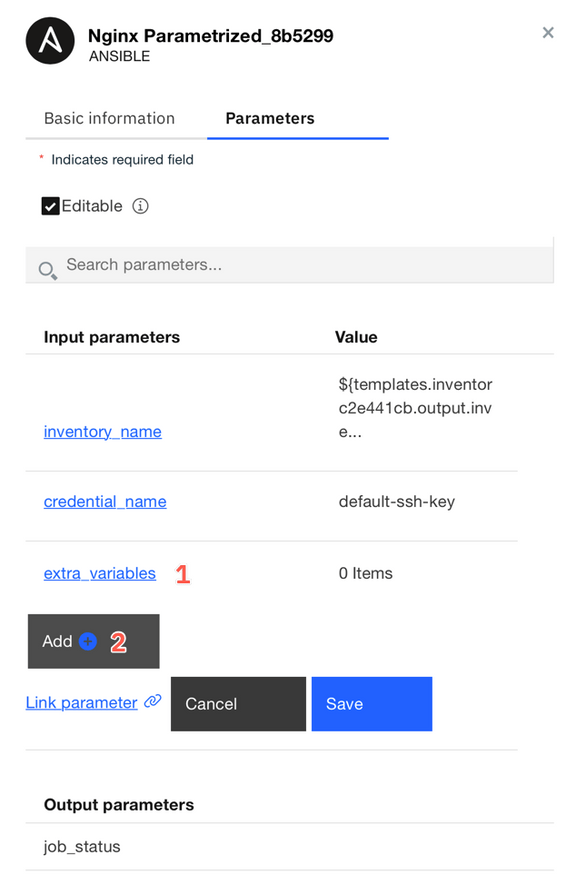 Nginx Parametrized_8b5299
ANSIBLE
Basic information Parameters
* Indicates required field
Editable
Search parameters...
Input parameters Value
${templates.inventor
c2e441cb.output.inv
inventory_name e...
credential_name default-ssh-key
extra_variables 1 0 Items
Add 2
Link parameter Cancel Save
Output parameters
job_status